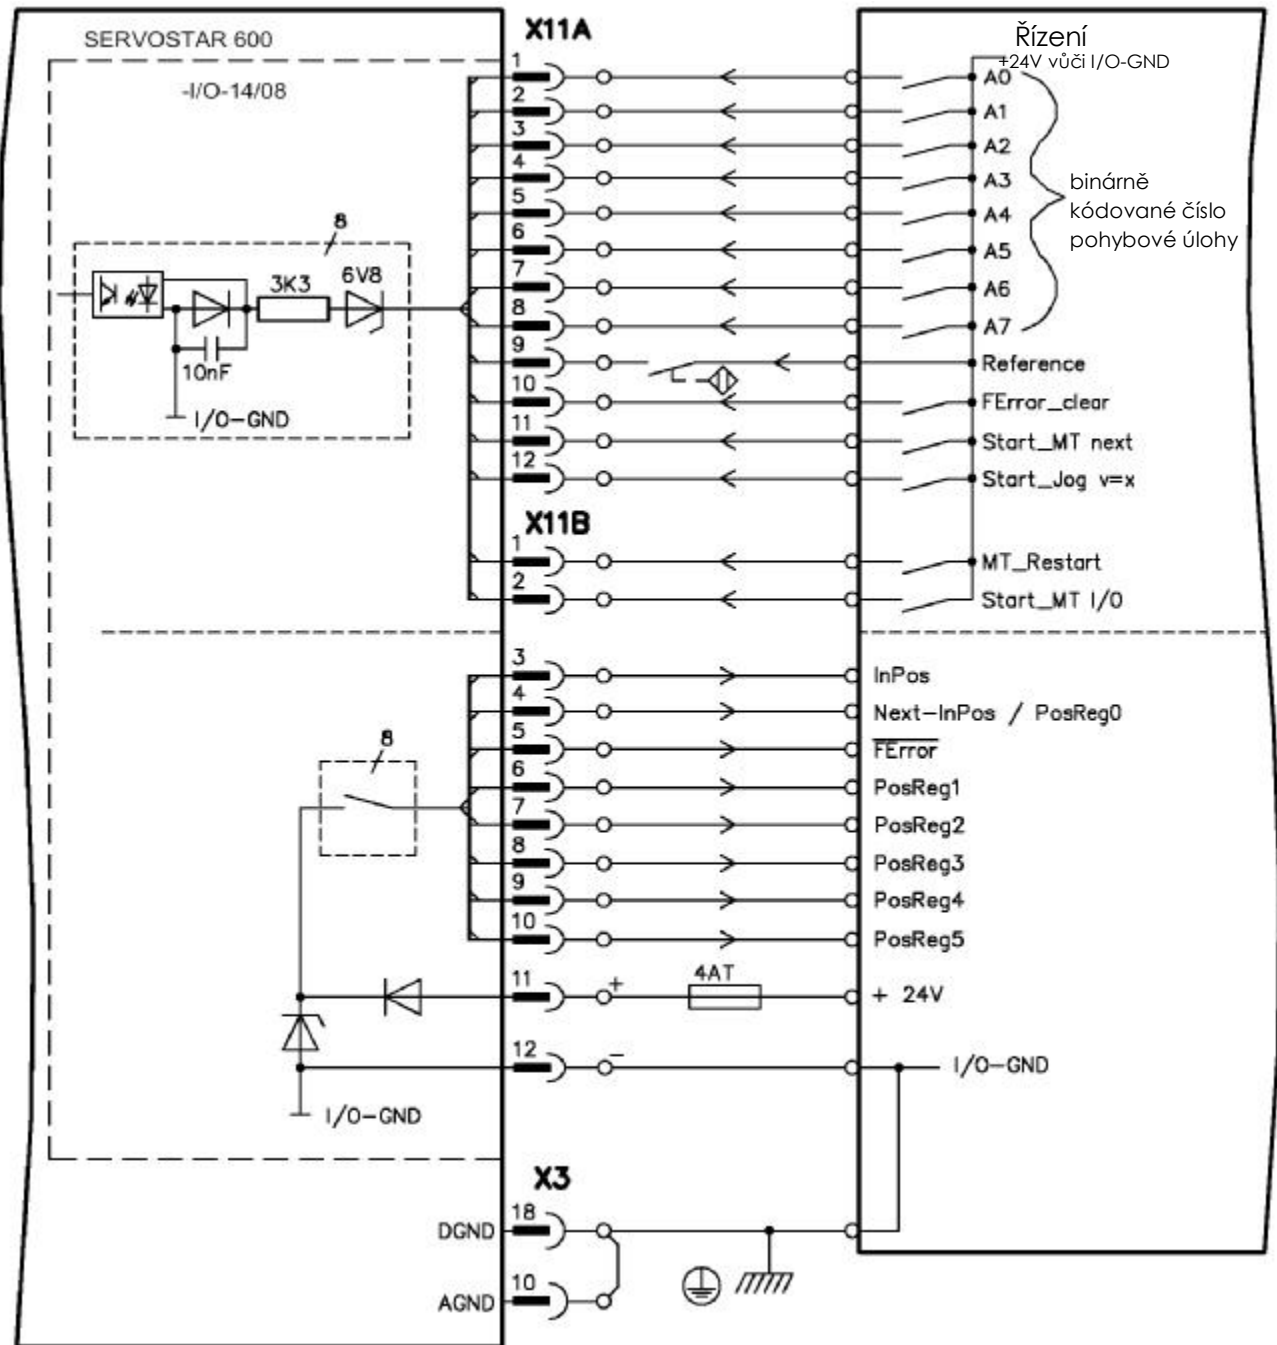 SERVOSTAR 600
-I/O-14/08
8
3K3
6V8
10nF
I/O-GND
X11A
1
2
3
4
5
6
7
8
9
10
11
12
Řízení
+24V vůči I/O-GND
A0
A1
A2
A3
A4
A5
A6
A7
binárně
kódované číslo
pohybové úlohy
Reference
FError_clear
Start_MT next
Start_Jog v=x
X11B
1
2
MT_Restart
Start_MT I/O
3
4
5
6
7
8
9
10
InPos
Next-InPos / PosReg0
FError
PosReg1
PosReg2
PosReg3
PosReg4
PosReg5
8
11
+
4AT
+ 24V
12
−
I/O-GND
I/O-GND
X3
DGND
18
AGND
10